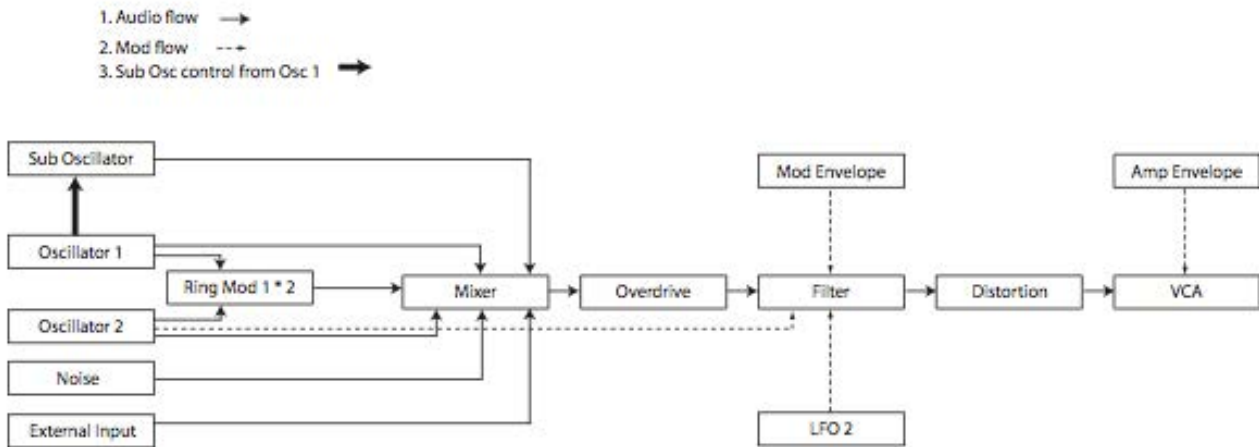 1. Audio flow
2. Mod flow
3. Sub Osc control from Osc 1
Sub Oscillator
Mod Envelope
Amp Envelope
Oscillator 1
Ring Mod 1 * 2
Mixer
Overdrive
Filter
Distortion
VCA
Oscillator 2
Noise
External Input
LFO 2